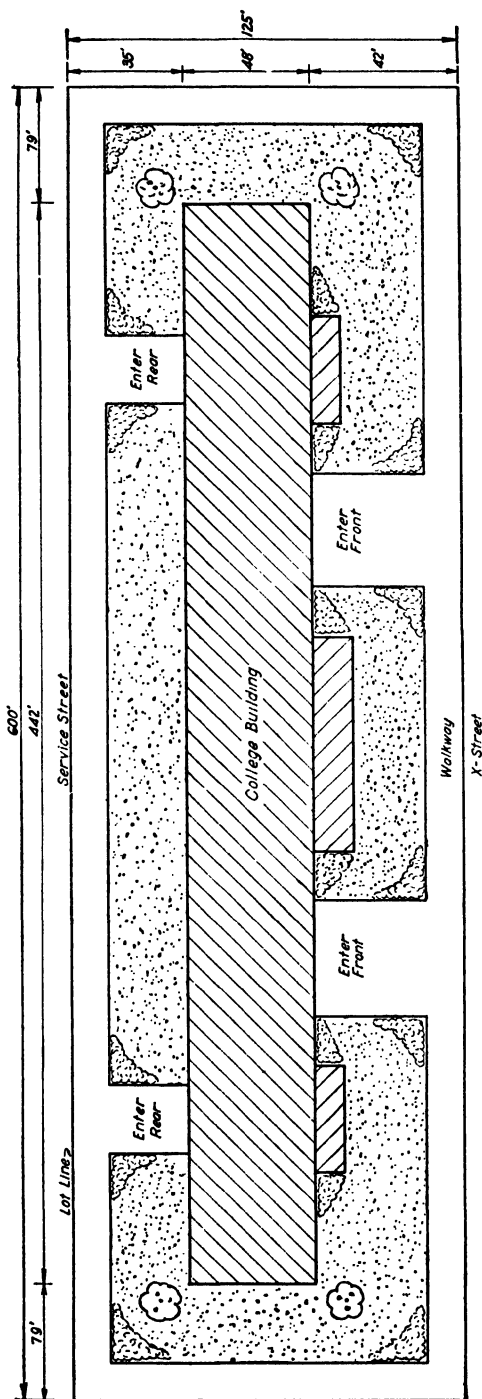 600'
79'
442'
79'
125'
35'
48'
42'
Lot Line
Service Street
Enter
Rear
Enter
Rear
College Building
Enter
Front
Enter
Front
Walkway
X-Street